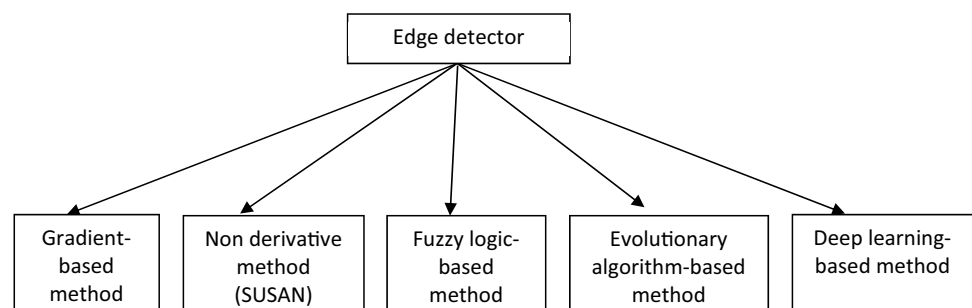 Edge detector
Gradient-
based
method
Non derivative
method
(SUSAN)
Fuzzy logic-
based
method
Evolutionary
algorithm-based
method
Deep learning-
based method